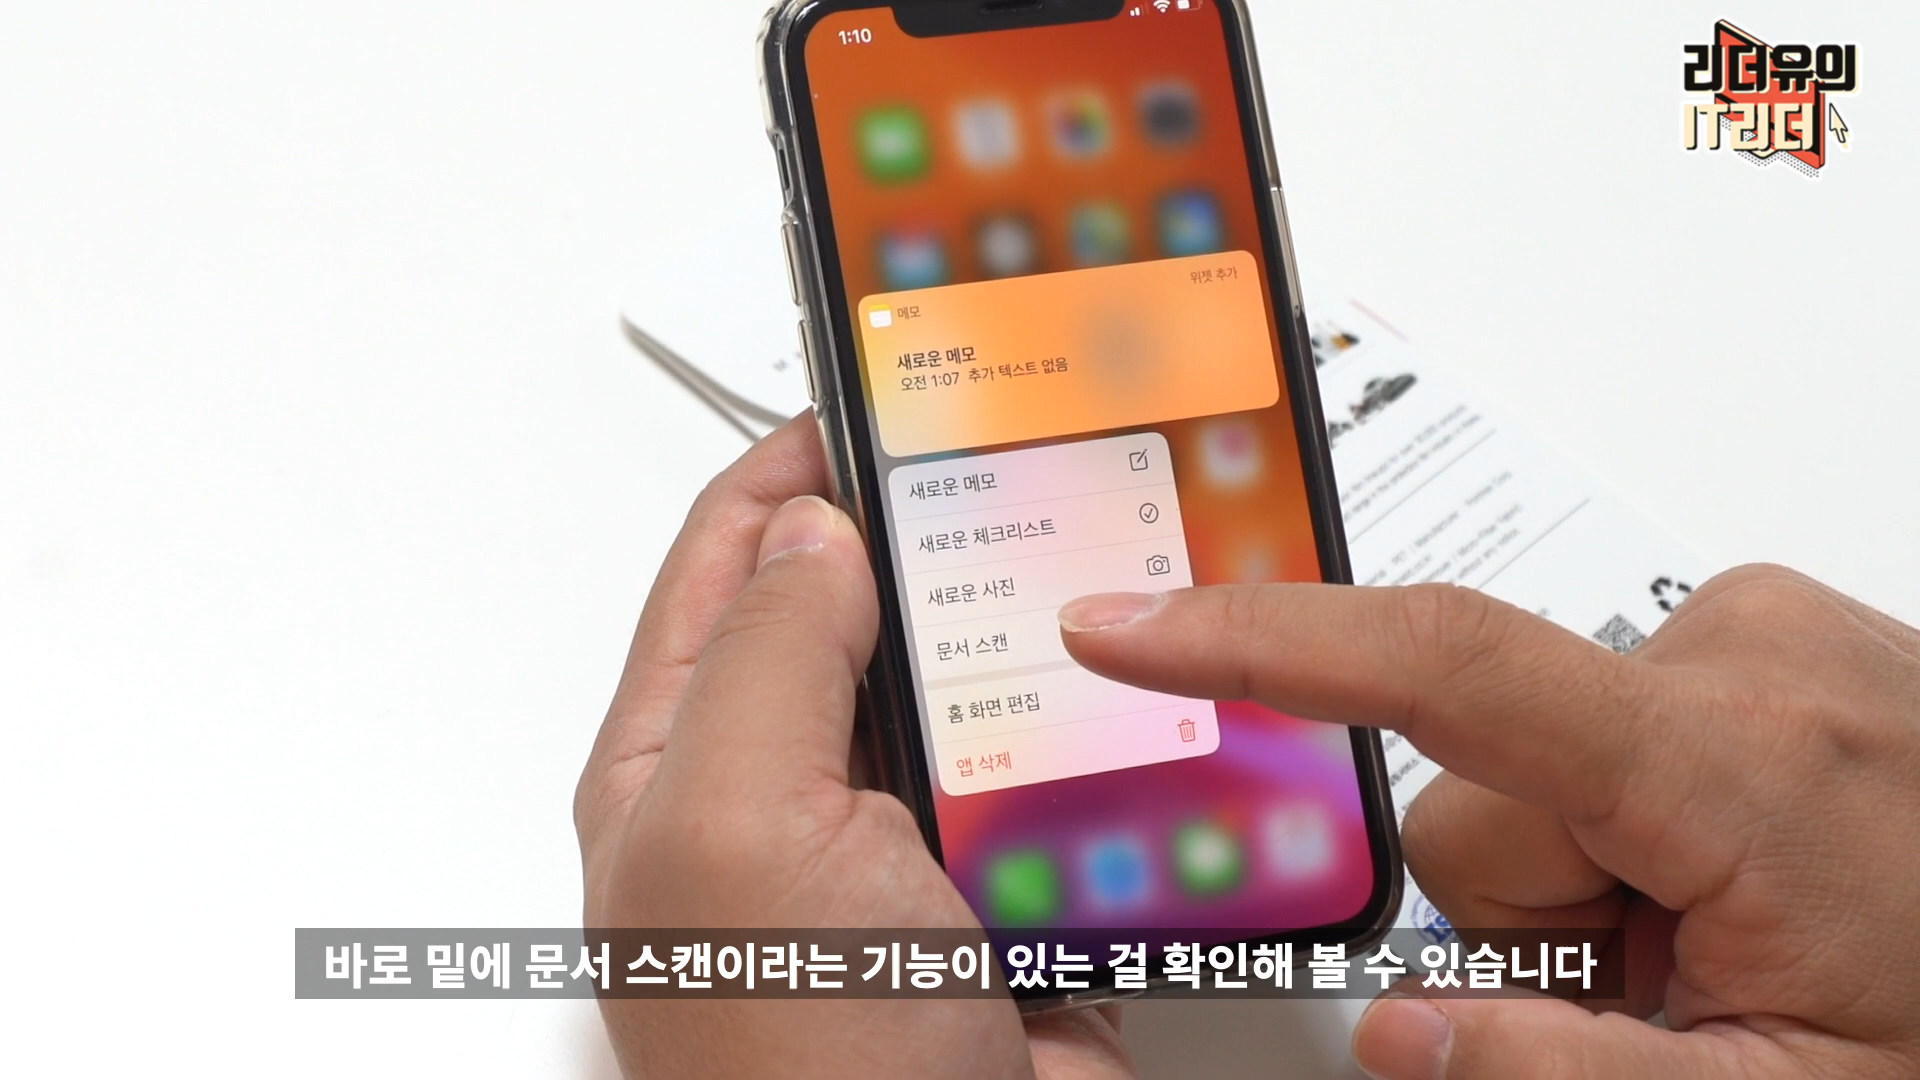 1:10
리더유의
IT리더
위젯 추가
메모
새로운 메모
오전 1:07 추가 텍스트 없음
새로운 메모
새로운 체크리스트
새로운 사진
문서 스캔
홈 화면 편집
앱 삭제
바로 밑에 문서 스캔이라는 기능이 있는 걸 확인해 볼 수 있습니다